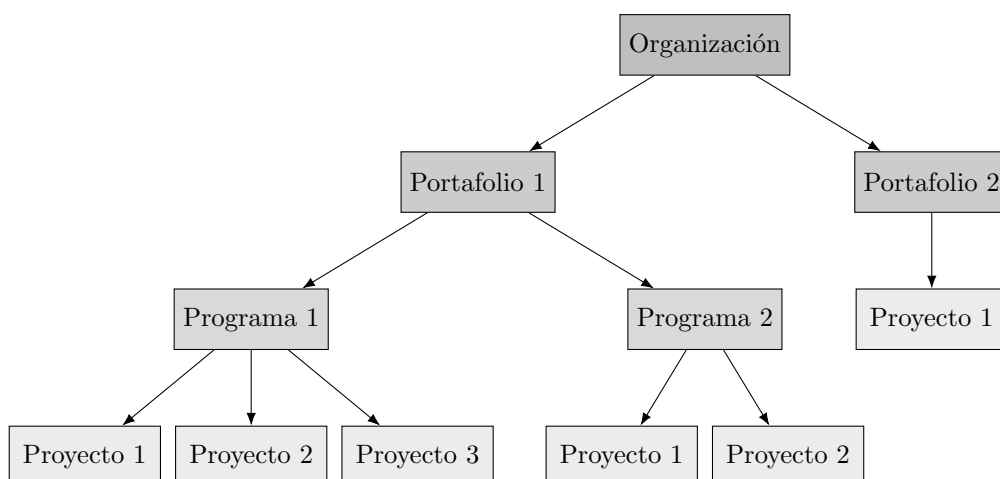 Organización
Portafolio 1
Portafolio 2
Programa 1
Programa 2
Proyecto 1
Proyecto 1
Proyecto 2
Proyecto 3
Proyecto 1
Proyecto 2